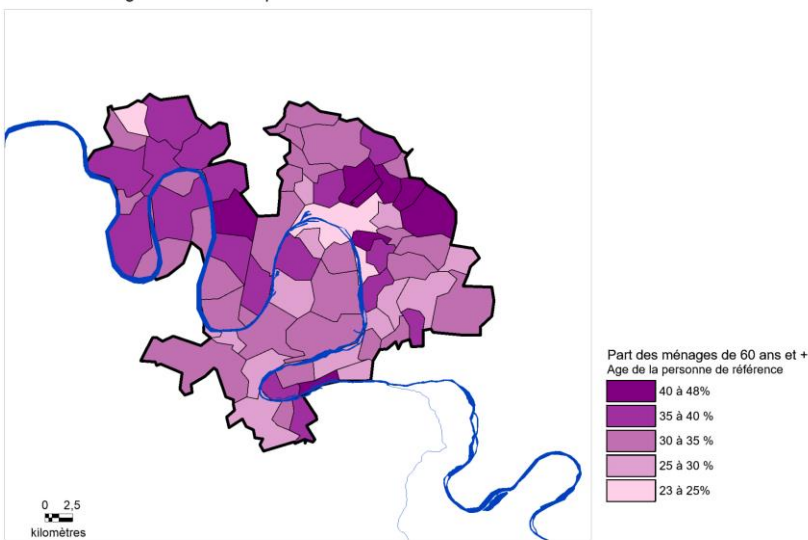 Part des ménages de 60 ans et +
Age de la personne de référence
40 à 48%
35 à 40 %
30 à 35 %
25 à 30 %
23 à 25%
0 2,5
kilomètres